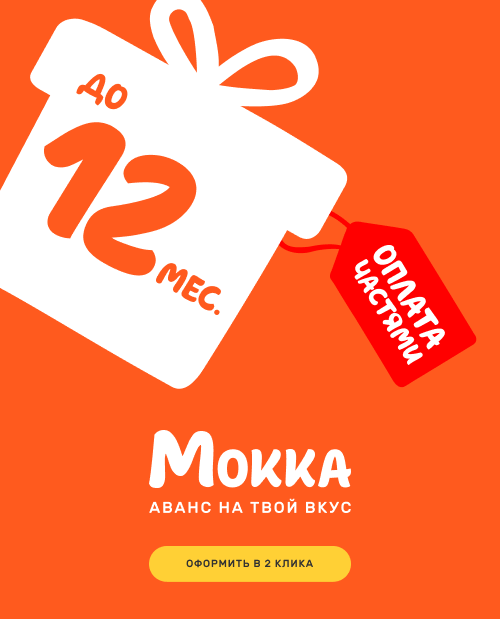 ДО
12
МЕС.
ОПЛАТА
ЧАСТЯМИ
Мокка
АВАНС НА ТВОЙ ВКУС
ОФОРМИТЬ В 2 КЛИКА